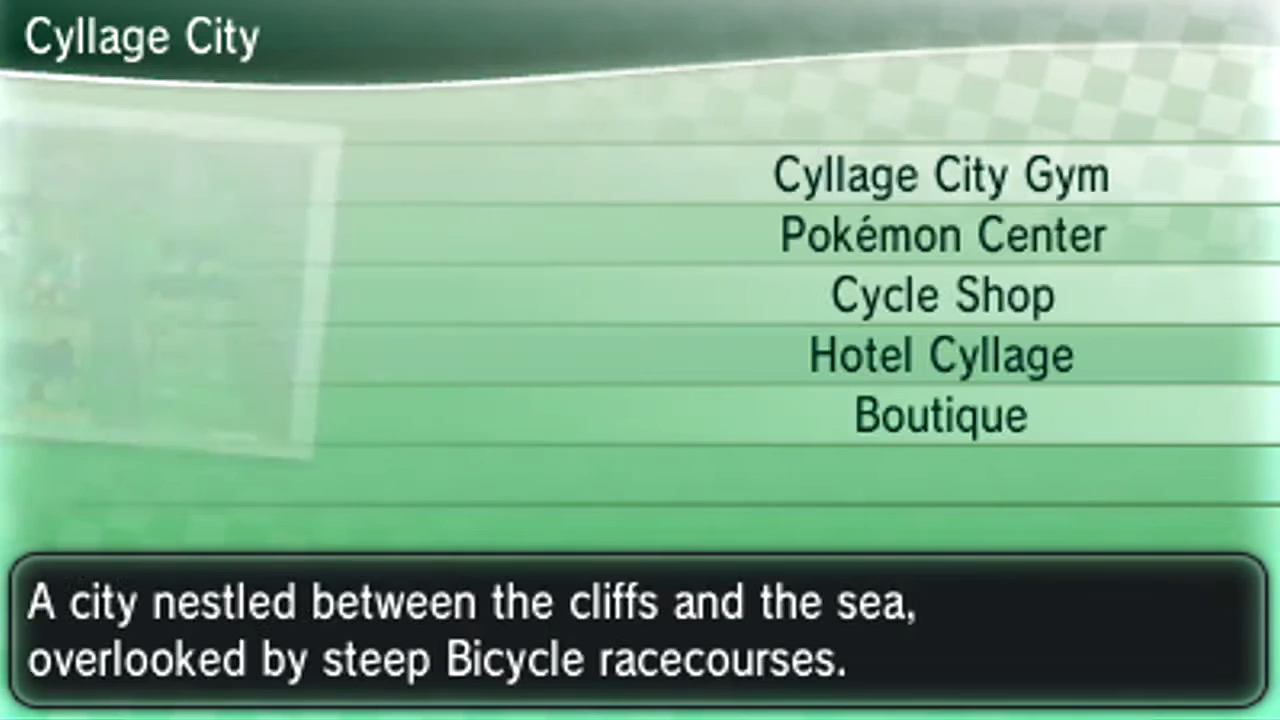 Cyllage City
Cyllage City Gym
Pokémon Center
Cycle Shop
Hotel Cyllage
Boutique
A city nestled between the cliffs and the sea,
overlooked by steep Bicycle racecourses.